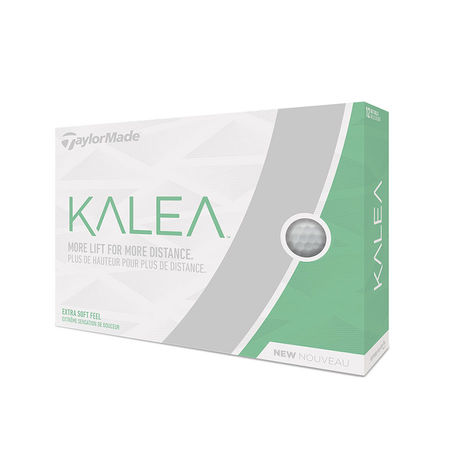 TaylorMade
KALEA™
MORE LIFT FOR MORE DISTANCE.
PLUS DE HAUTEUR POUR PLUS DE DISTANCE.
EXTRA SOFT FEEL
EXTRÊME SENSATION DE DOUCEUR
NEW NOUVEAU
KALEA